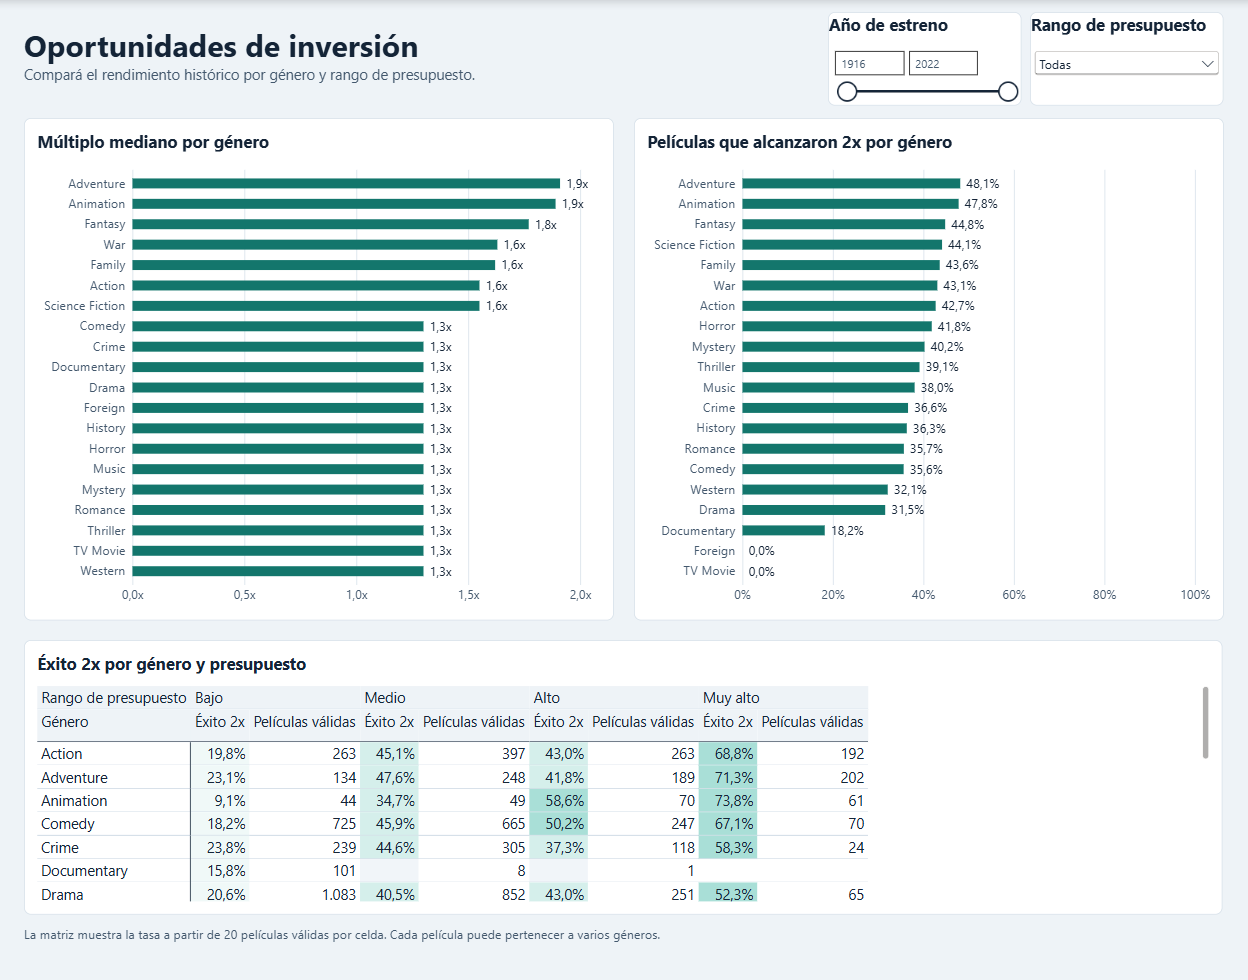 Oportunidades de inversión
Compará el rendimiento histórico por género y rango de presupuesto.
Año de estreno
1916 2022
Rango de presupuesto
Todas
Múltiplo mediano por género
Adventure 1,9x
Animation 1,9x
Fantasy 1,8x
War 1,6x
Family 1,6x
Action 1,6x
Science Fiction 1,6x
Comedy 1,3x
Crime 1,3x
Documentary 1,3x
Drama 1,3x
Foreign 1,3x
History 1,3x
Horror 1,3x
Music 1,3x
Mystery 1,3x
Romance 1,3x
Thriller 1,3x
TV Movie 1,3x
Western 1,3x
0,0x 0,5x 1,0x 1,5x 2,0x
Películas que alcanzaron 2x por género
Adventure 48,1%
Animation 47,8%
Fantasy 44,8%
Science Fiction 44,1%
Family 43,6%
War 43,1%
Action 42,7%
Horror 41,8%
Mystery 40,2%
Thriller 39,1%
Music 38,0%
Crime 36,6%
History 36,3%
Romance 35,7%
Comedy 35,6%
Western 32,1%
Drama 31,5%
Documentary 18,2%
Foreign 0,0%
TV Movie 0,0%
0% 20% 40% 60% 80% 100%
Éxito 2x por género y presupuesto
Rango de presupuesto Bajo Medio Alto Muy alto
Género Éxito 2x Películas válidas Éxito 2x Películas válidas Éxito 2x Películas válidas Éxito 2x Películas válidas
Action 19,8% 263 45,1% 397 43,0% 263 68,8% 192
Adventure 23,1% 134 47,6% 248 41,8% 189 71,3% 202
Animation 9,1% 44 34,7% 49 58,6% 70 73,8% 61
Comedy 18,2% 725 45,9% 665 50,2% 247 67,1% 70
Crime 23,8% 239 44,6% 305 37,3% 118 58,3% 24
Documentary 15,8% 101 8 1
Drama 20,6% 1.083 40,5% 852 43,0% 251 52,3% 65
La matriz muestra la tasa a partir de 20 películas válidas por celda. Cada película puede pertenecer a varios géneros.